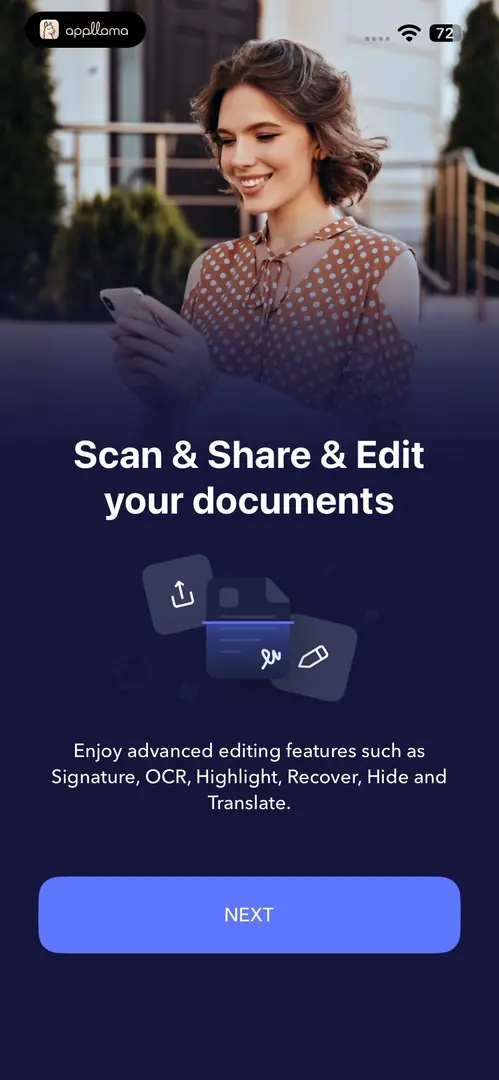 appllama
72
Scan & Share & Edit
your documents
Enjoy advanced editing features such as
Signature, OCR, Highlight, Recover, Hide and
Translate.
NEXT